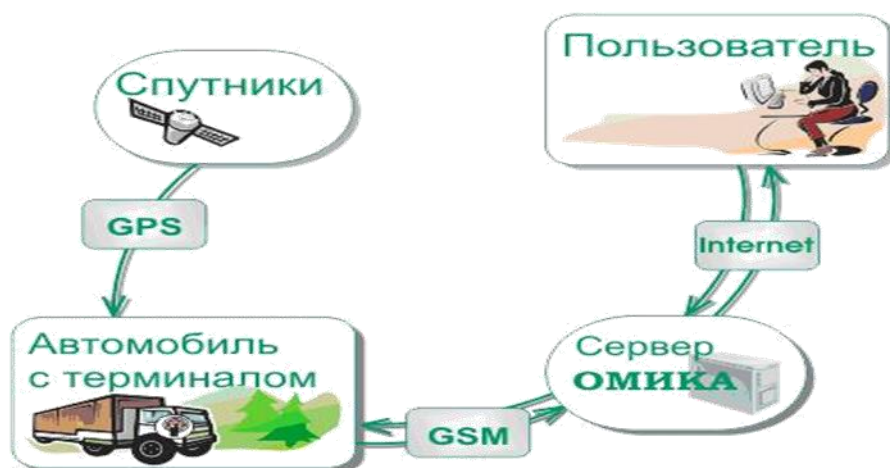 Спутники
Пользователь
GPS
Internet
Автомобиль
с терминалом
Сервер
ОМИКА
GSM